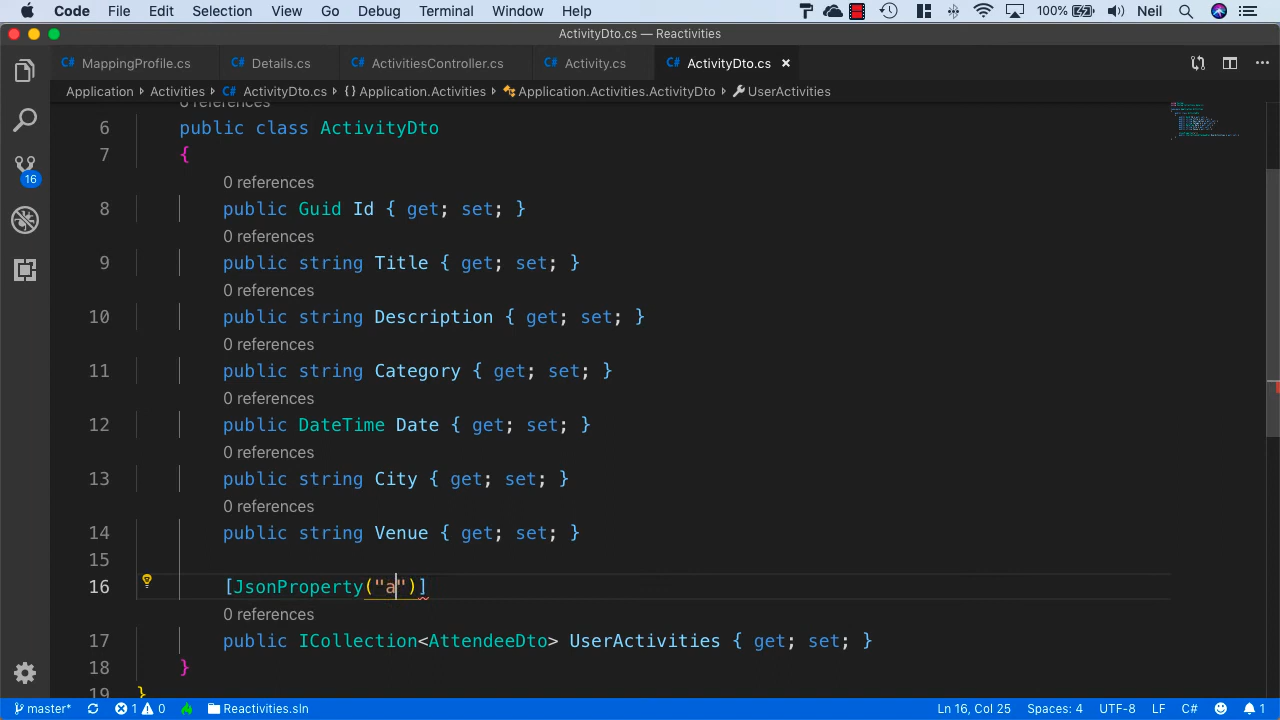 Code File Edit Selection View Go Debug Terminal Window Help 100% Neil
ActivityDto.cs — Reactivities
C# MappingProfile.cs C# Details.cs C# ActivitiesController.cs C# Activity.cs C# ActivityDto.cs ×
Application › Activities › C# ActivityDto.cs › { } Application.Activities › Application.Activities.ActivityDto › UserActivities
0 references
6 public class ActivityDto
7 {
0 references
8 public Guid Id { get; set; }
0 references
9 public string Title { get; set; }
0 references
10 public string Description { get; set; }
0 references
11 public string Category { get; set; }
0 references
12 public DateTime Date { get; set; }
0 references
13 public string City { get; set; }
0 references
14 public string Venue { get; set; }
15
16 [JsonProperty("a")]
0 references
17 public ICollection<AttendeeDto> UserActivities { get; set; }
18 }
19 }
16
master* 1 0 Reactivities.sln Ln 16, Col 25 Spaces: 4 UTF-8 LF C# 1